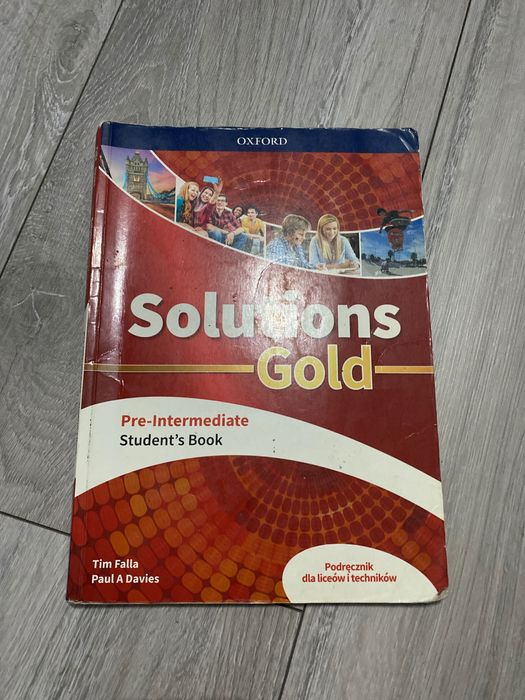 OXFORD
Solutions
Gold
Pre-Intermediate
Student's Book
Tim Falla
Paul A Davies
Podręcznik
dla liceów i techników